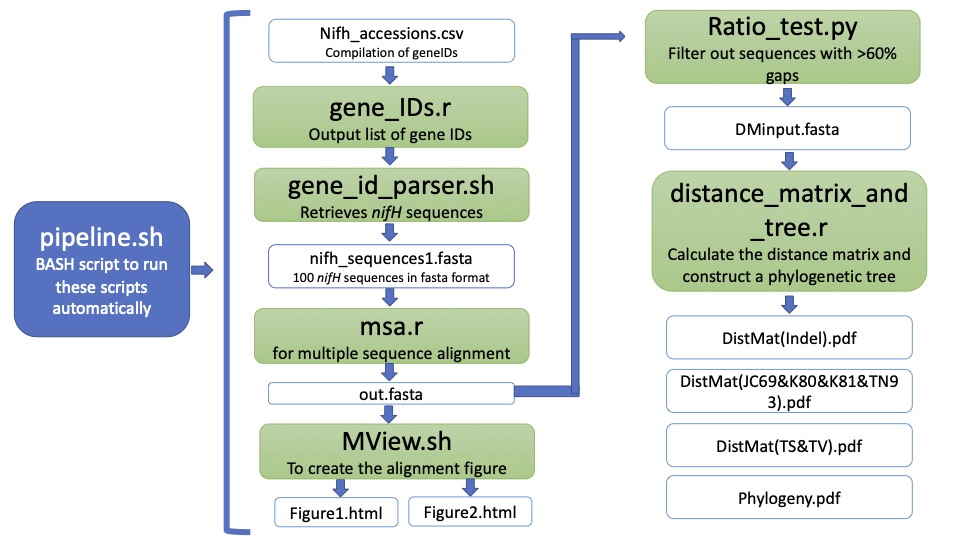 pipeline.sh
BASH script to run
these scripts
automatically
Nifh_accessions.csv
Compilation of geneIDs
gene_IDs.r
Output list of gene IDs
gene_id_parser.sh
Retrieves nifH sequences
nifh_sequences1.fasta
100 nifH sequences in fasta format
msa.r
for multiple sequence alignment
out.fasta
MView.sh
To create the alignment figure
Figure1.html
Figure2.html
Ratio_test.py
Filter out sequences with >60%
gaps
DMinput.fasta
distance_matrix_and
_tree.r
Calculate the distance matrix and
construct a phylogenetic tree
DistMat(Indel).pdf
DistMat(JC69&K80&K81&TN9
3).pdf
DistMat(TS&TV).pdf
Phylogeny.pdf